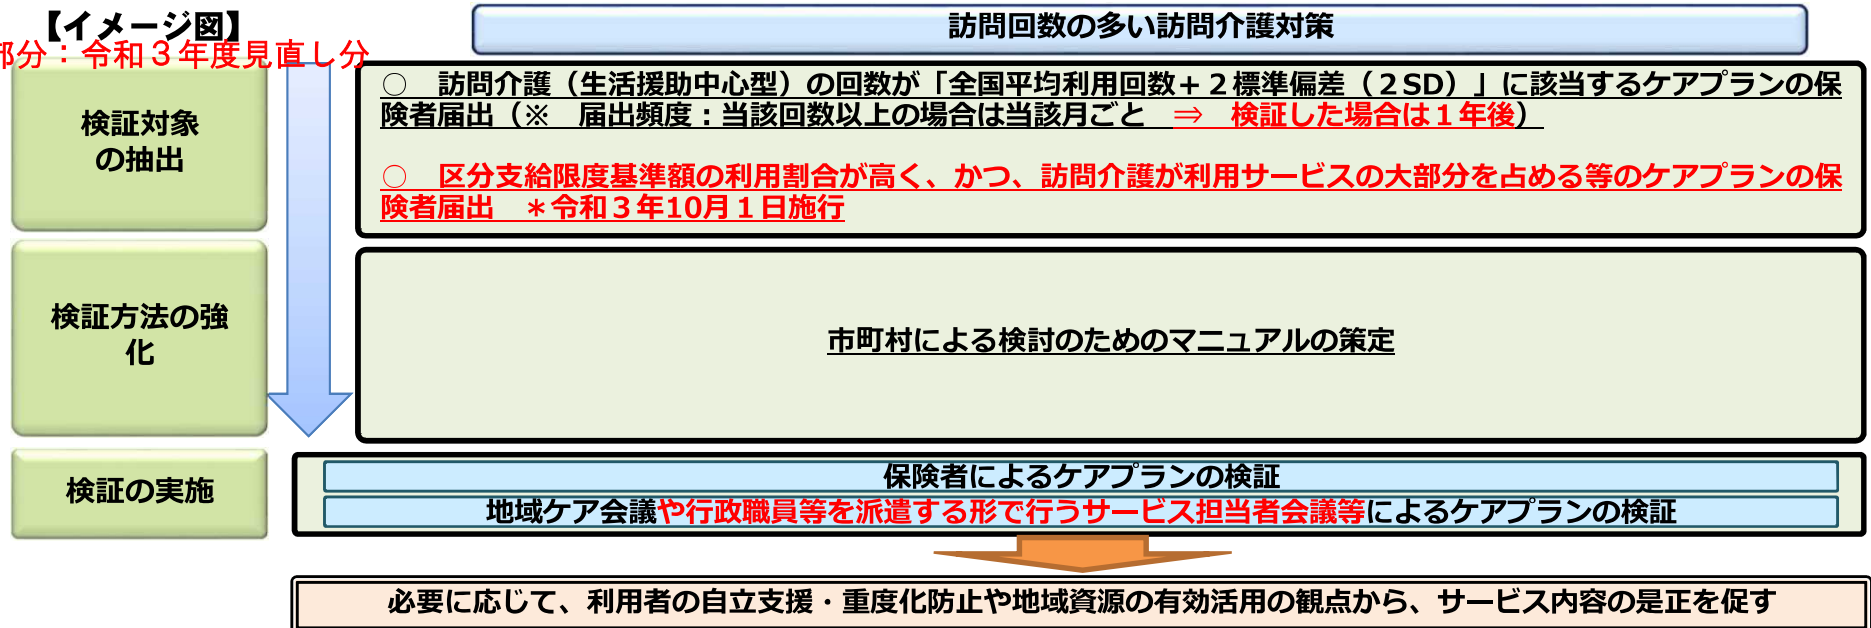 【イメージ図】
部分：令和３年度見直し分
訪問回数の多い訪問介護対策
検証対象
の抽出
○　訪問介護（生活援助中心型）の回数が「全国平均利用回数＋２標準偏差（２SD）」に該当するケアプランの保
険者届出（※　届出頻度：当該回数以上の場合は当該月ごと　⇒　検証した場合は１年後）
○　区分支給限度基準額の利用割合が高く、かつ、訪問介護が利用サービスの大部分を占める等のケアプランの保
険者届出　＊令和３年10月１日施行
検証方法の強
化
市町村による検討のためのマニュアルの策定
検証の実施
保険者によるケアプランの検証
地域ケア会議や行政職員等を派遣する形で行うサービス担当者会議等によるケアプランの検証
必要に応じて、利用者の自立支援・重度化防止や地域資源の有効活用の観点から、サービス内容の是正を促す